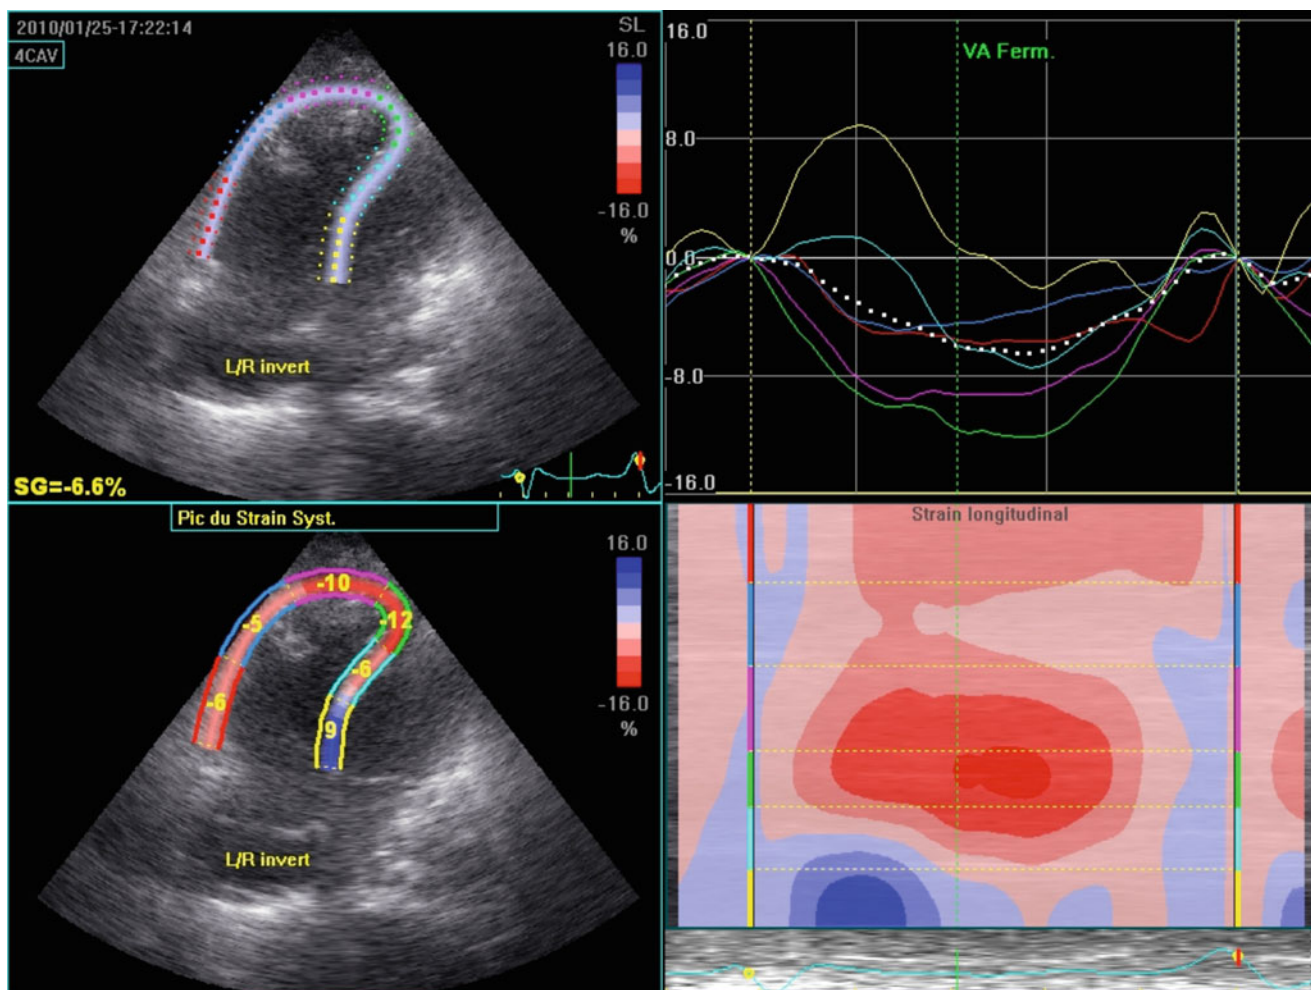 2010/01/25-17:22:14
4CAV
SL
16.0
-16.0
%
L/R invert
SG=-6.6%
VA Ferm.
16.0
8.0
0.0
-8.0
-16.0
Pic du Strain Syst.
16.0
-16.0
%
-10
-5
-12
-6
-6
9
L/R invert
Strain longitudinal